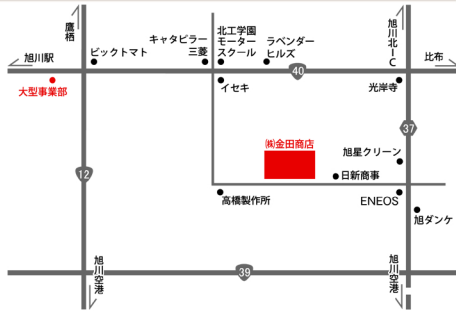 鷹栖
旭川駅
ビックトマト
キャタピラー
三菱
北工学園
モーター
スクール
ラベンダー
ヒルズ
旭川北IC
比布
40
大型事業部
イセキ
光岸寺
37
㈱金田商店
旭星クリーン
12
日新商事
高橋製作所
ENEOS
旭ダンケ
旭川空港
39
旭川空港